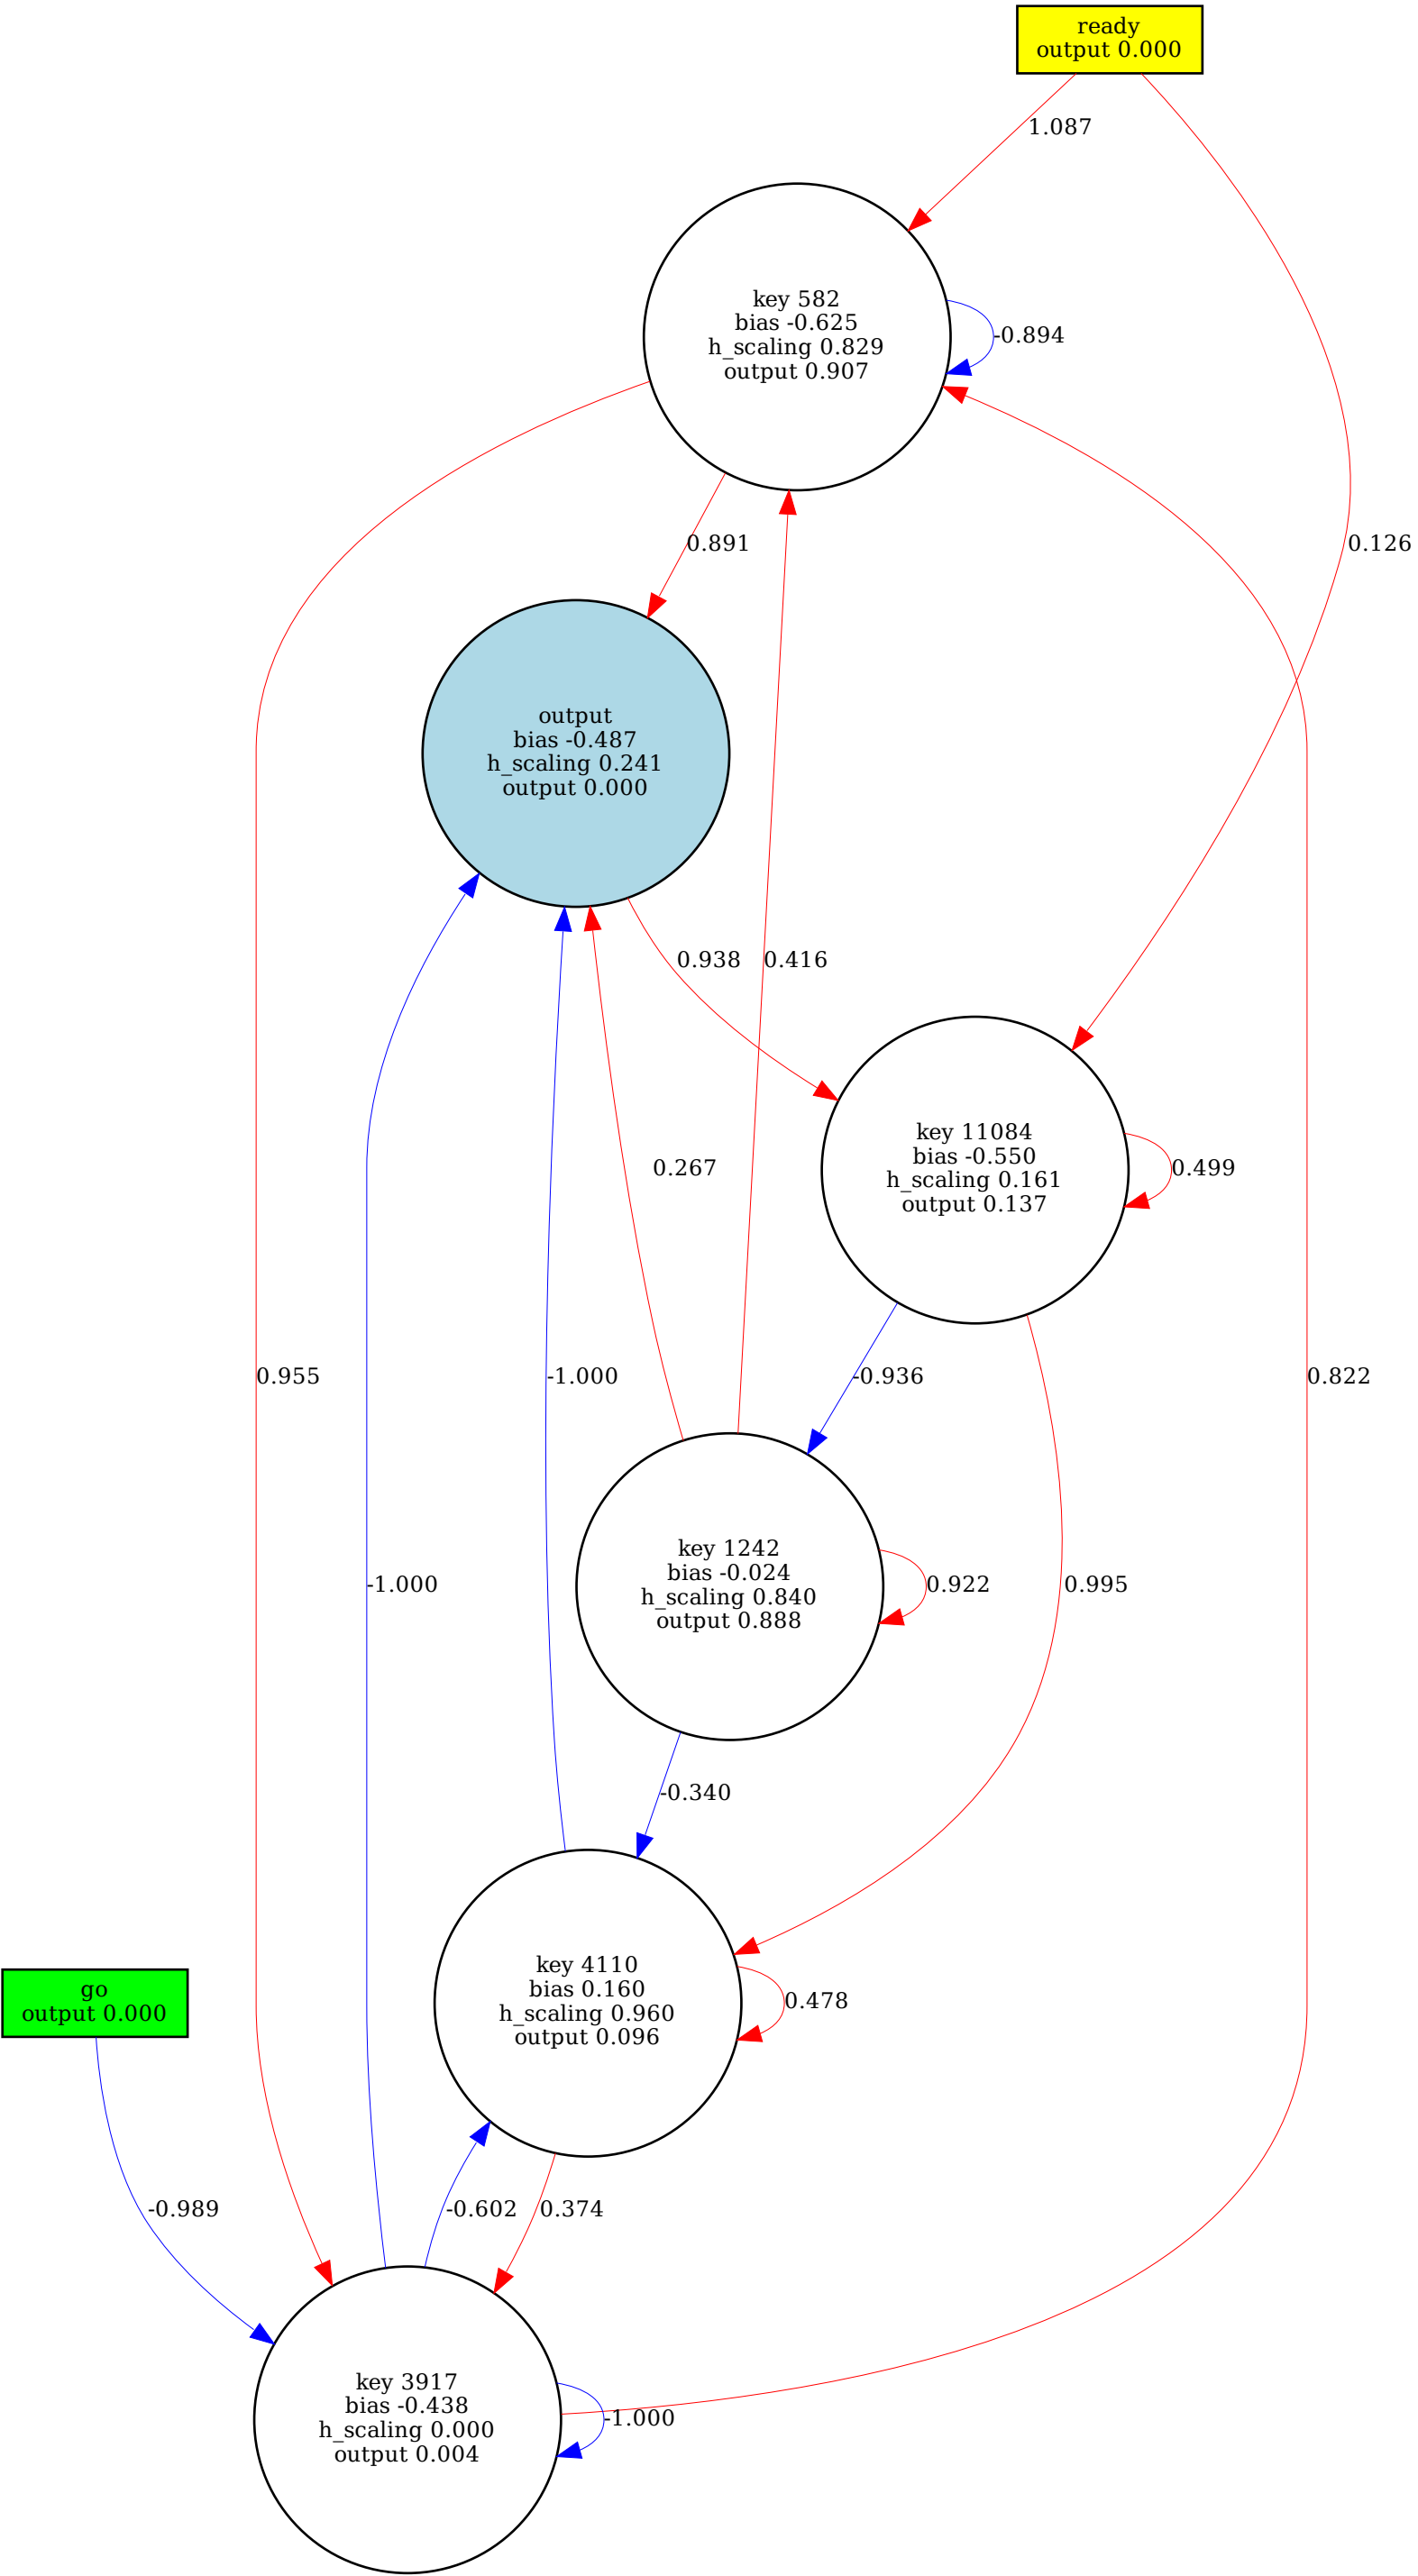 ready
output 0.000
1.087
key 582
bias -0.625
h_scaling 0.829
output 0.907
-0.894
0.891
0.126
output
bias -0.487
h_scaling 0.241
output 0.000
0.938
0.416
key 11084
bias -0.550
h_scaling 0.161
output 0.137
0.267
0.499
0.955
-1.000
-0.936
0.822
key 1242
bias -0.024
h_scaling 0.840
output 0.888
-1.000
0.922
0.995
-0.340
go
output 0.000
key 4110
bias 0.160
h_scaling 0.960
output 0.096
0.478
-0.989
-0.602
0.374
key 3917
bias -0.438
h_scaling 0.000
output 0.004
-1.000